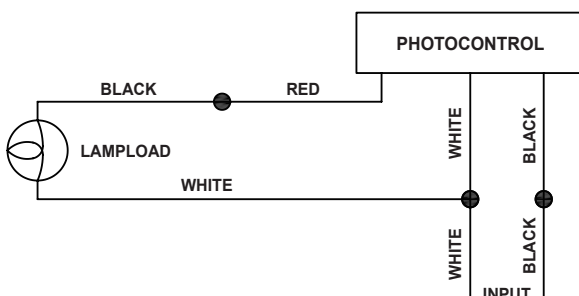 PHOTOCONTROL
BLACK
RED
LAMPLOAD
WHITE
WHITE
BLACK
WHITE
BLACK
INPUT